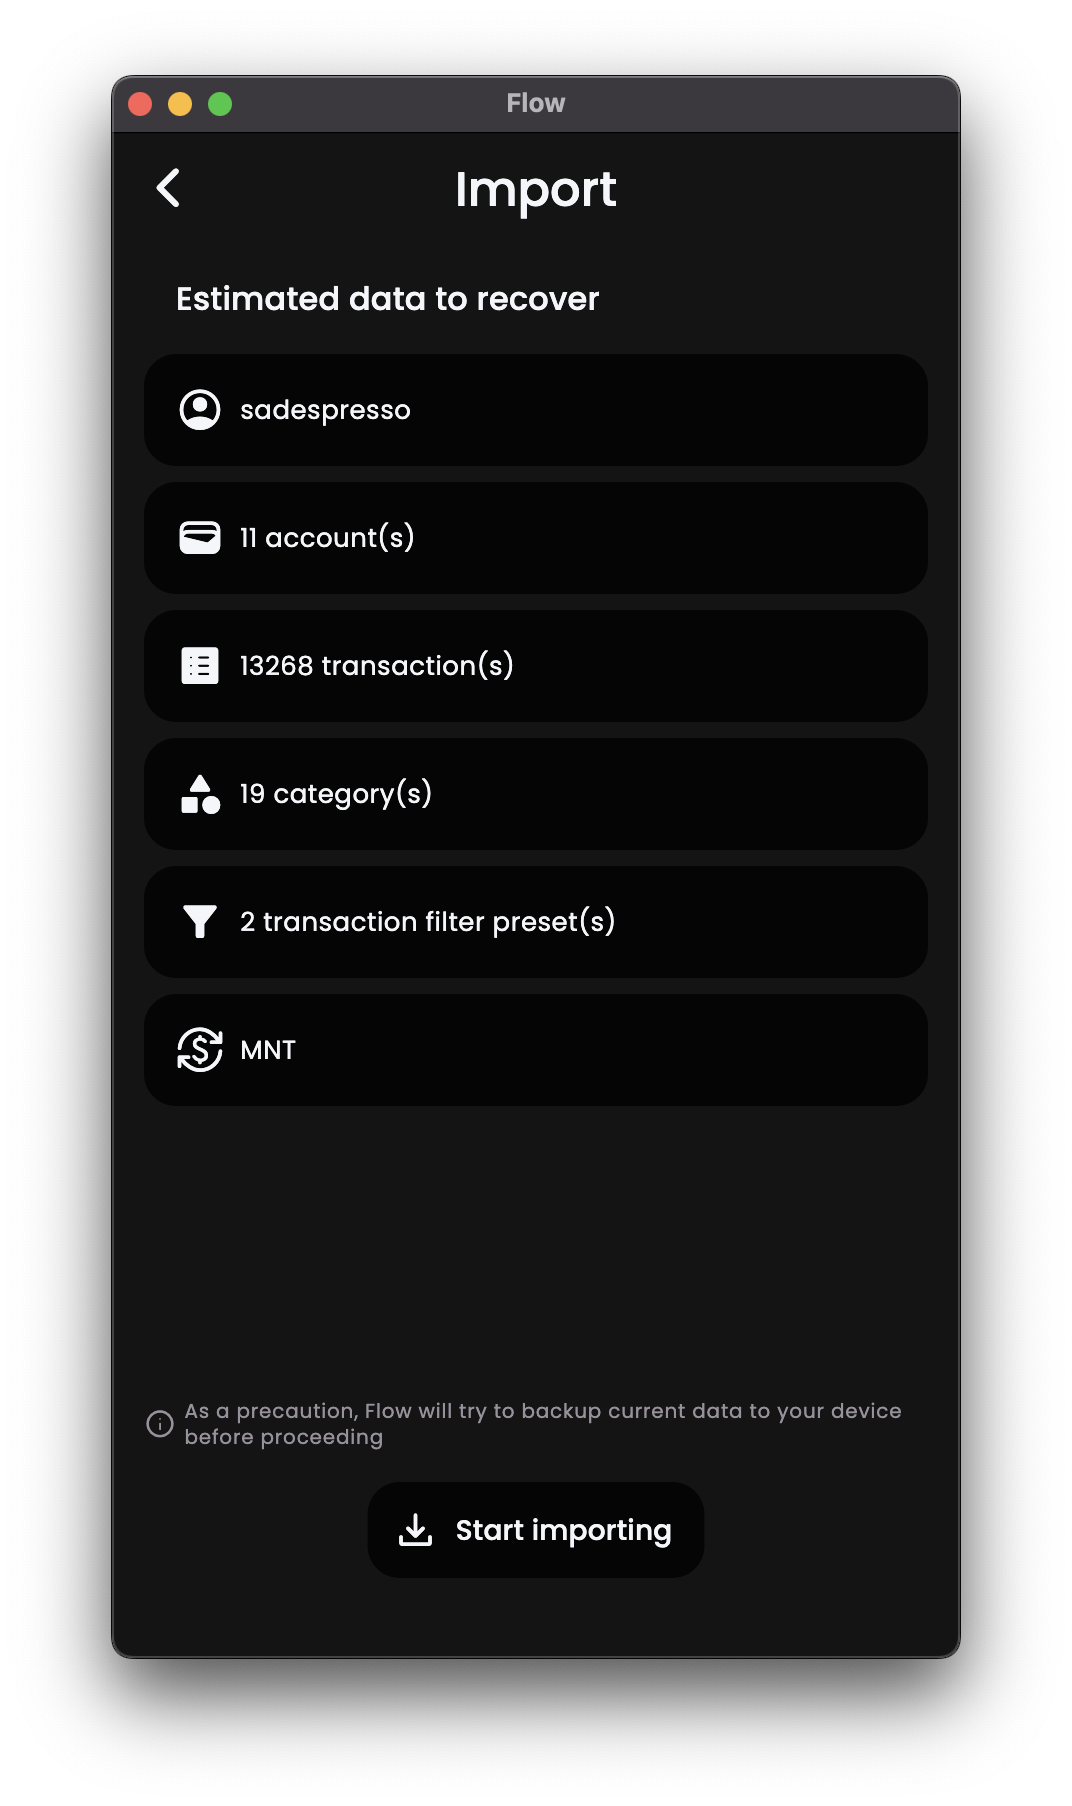 Flow
Import
Estimated data to recover
sadespresso
11 account(s)
13268 transaction(s)
19 category(s)
2 transaction filter preset(s)
MNT
As a precaution, Flow will try to backup current data to your device
before proceeding
Start importing